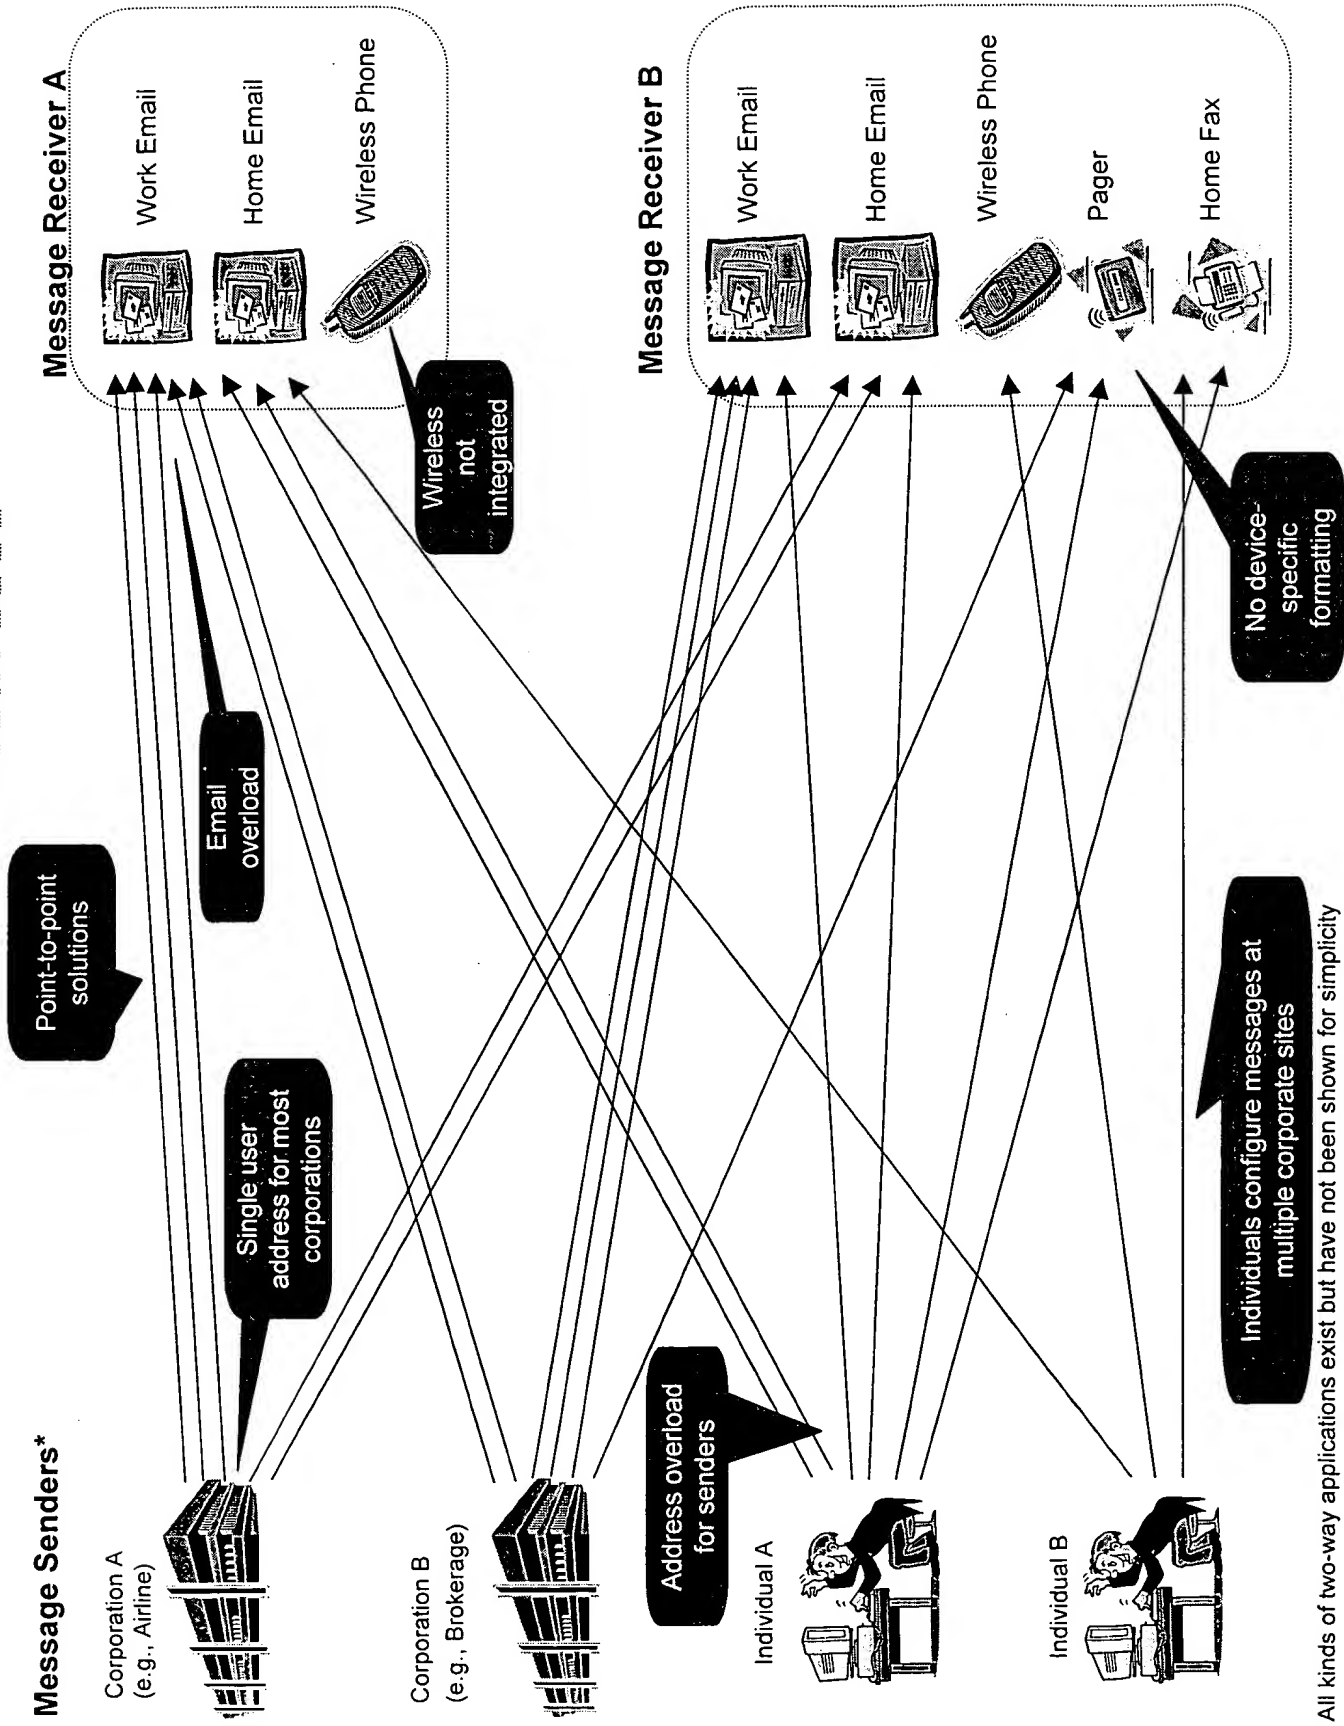 Message Senders*
Corporation A
(e.g., Airline)
Corporation B
(e.g., Brokerage)
Individual A
Individual B
Point-to-point
solutions
Single user
address for most
corporations
Email
overload
Address overload
for senders
Individuals configure messages at
multiple corporate sites
Wireless
not
integrated
No device-
specific
formatting
Message Receiver A
Work Email
Home Email
Wireless Phone
Message Receiver B
Work Email
Home Email
Wireless Phone
Pager
Home Fax
All kinds of two-way applications exist but have not been shown for simplicity